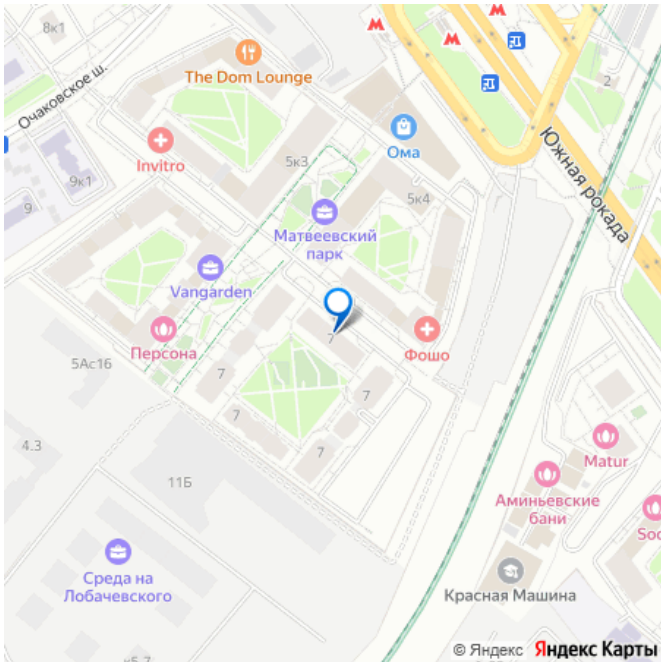 8к1
The Dom Lounge
Очаковское ш.
2
Ома
Invitro
5к3
Южная рокада
9к1
5к4
9
Матвеевский
парк
Vangarden
7
Персона
Фошо
5Ас16
7
7
7
7
4.3
Matur
11Б
Аминьевские
бани
Soc
Среда на
Лобачевского
Красная Машина
© Яндекс Яндекс Карты